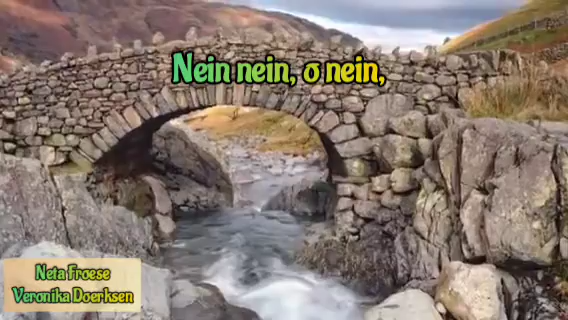 Nein nein, o nein,
Neta Froese
Veronika Doerksen